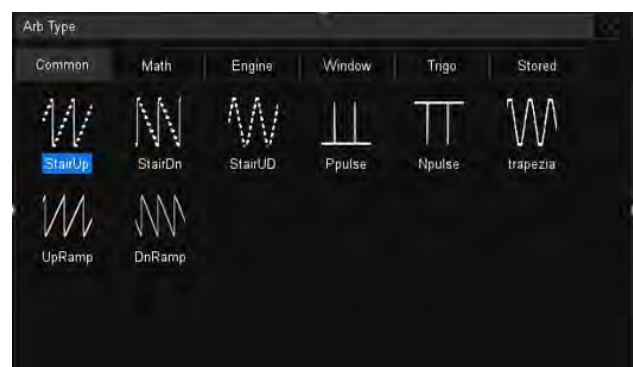 Arb Type
Common Math Engine Window Trigo Stored
StairUp StairDn StairUD Ppulse Npulse trapezia
UpRamp DnRamp